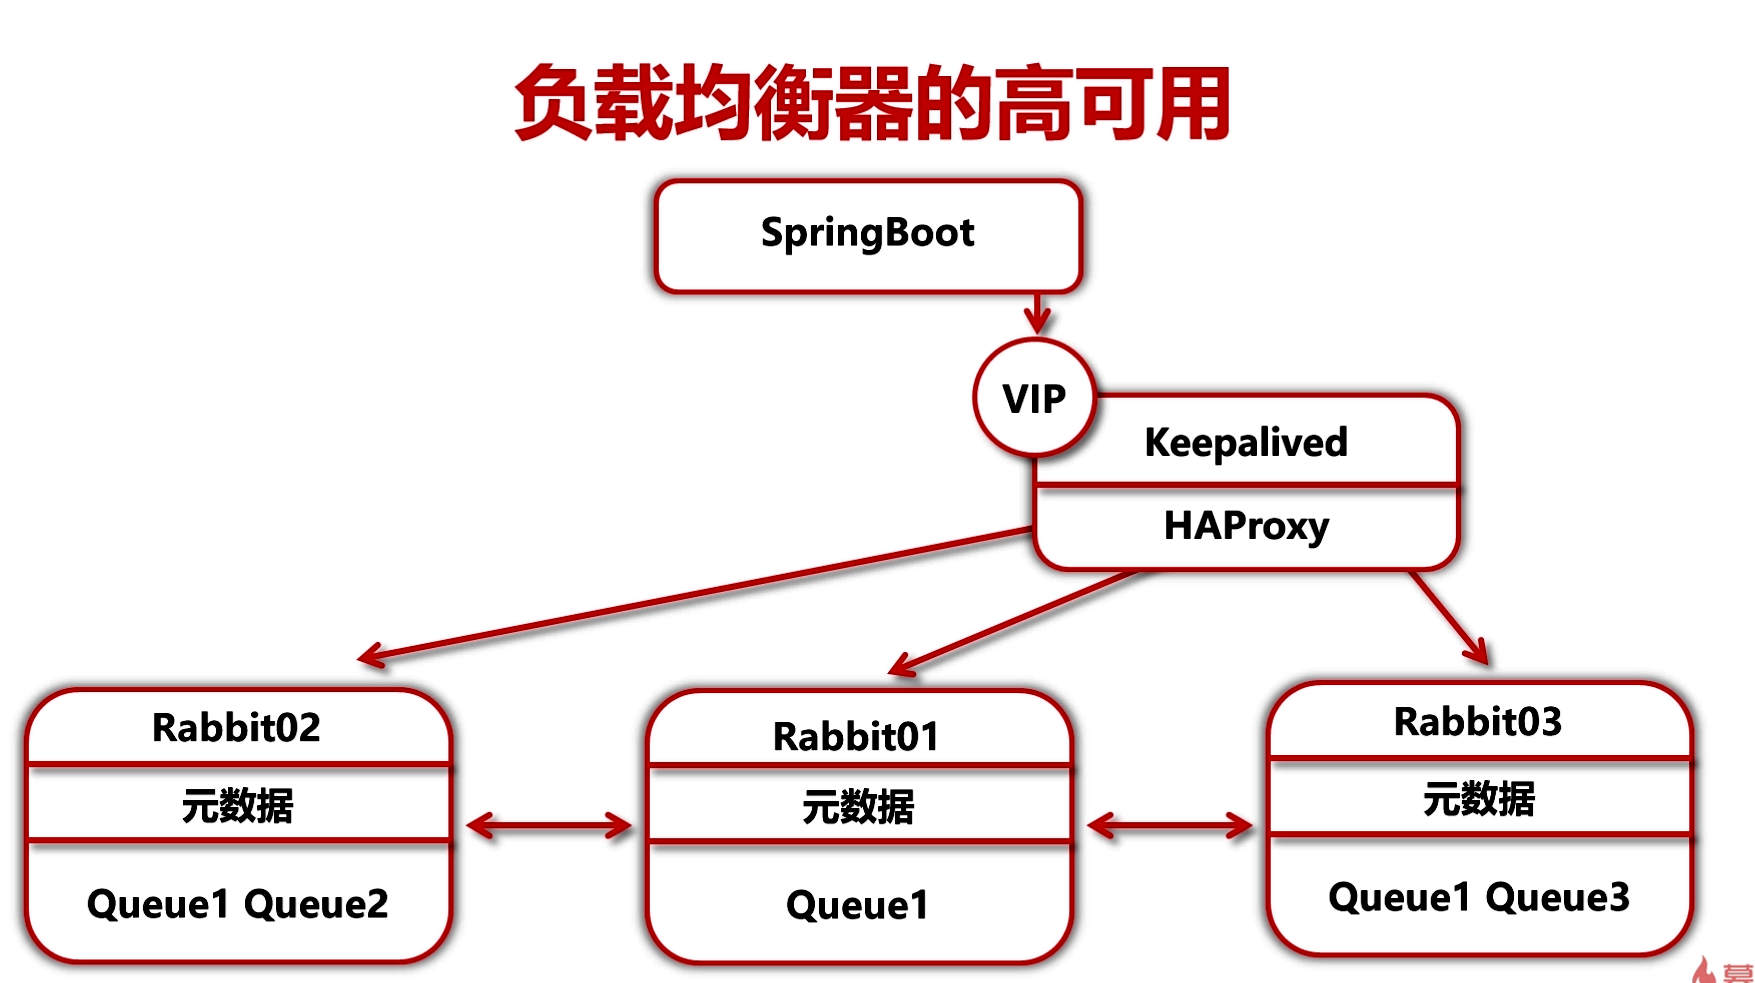 负载均衡器的高可用
SpringBoot
VIP
Keepalived
HAProxy
Rabbit02
元数据
Queue1 Queue2
Rabbit01
元数据
Queue1
Rabbit03
元数据
Queue1 Queue3